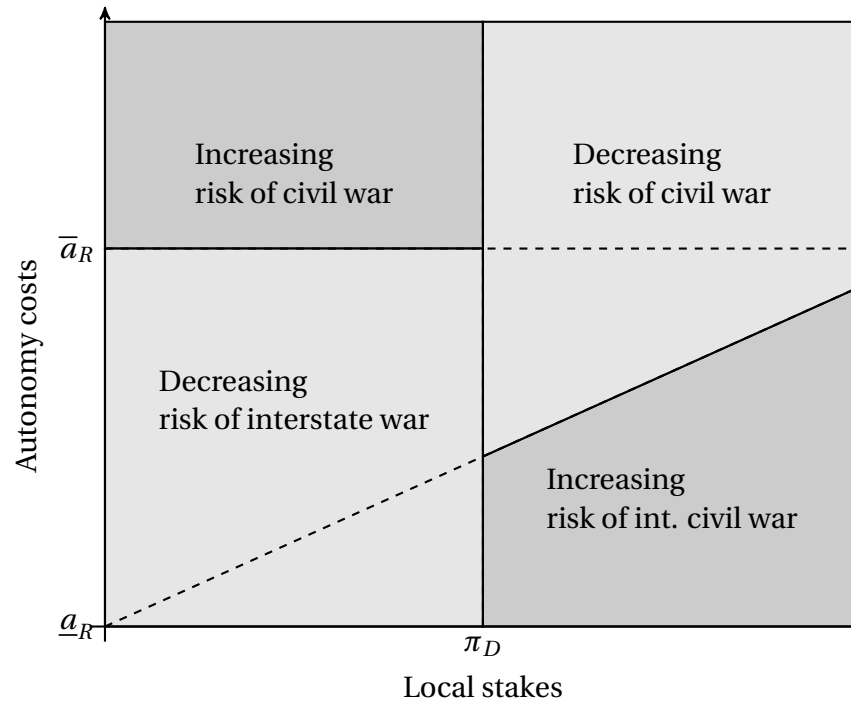 Increasing
risk of civil war
Decreasing
risk of civil war
a̅_R
Autonomy costs
Decreasing
risk of interstate war
Increasing
risk of int. civil war
a̲_R
π_D
Local stakes